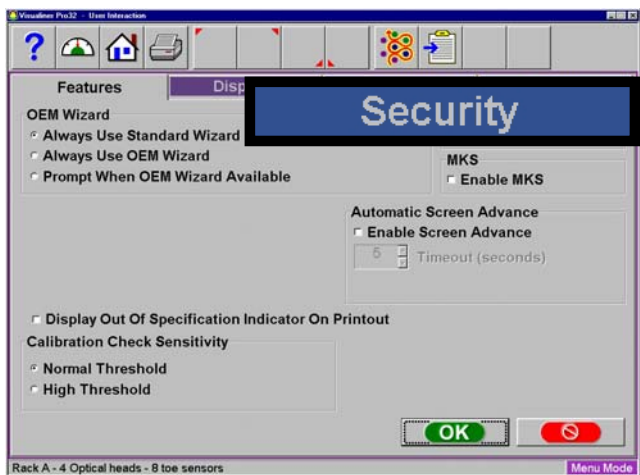 Visualiner Pro32 - User Interaction
Features
Disp
Security
OEM Wizard
Always Use Standard Wizard
Always Use OEM Wizard
Prompt When OEM Wizard Available
MKS
Enable MKS
Automatic Screen Advance
Enable Screen Advance
5 Timeout (seconds)
Display Out Of Specification Indicator On Printout
Calibration Check Sensitivity
Normal Threshold
High Threshold
OK
Rack A - 4 Optical heads - 8 toe sensors
Menu Mode